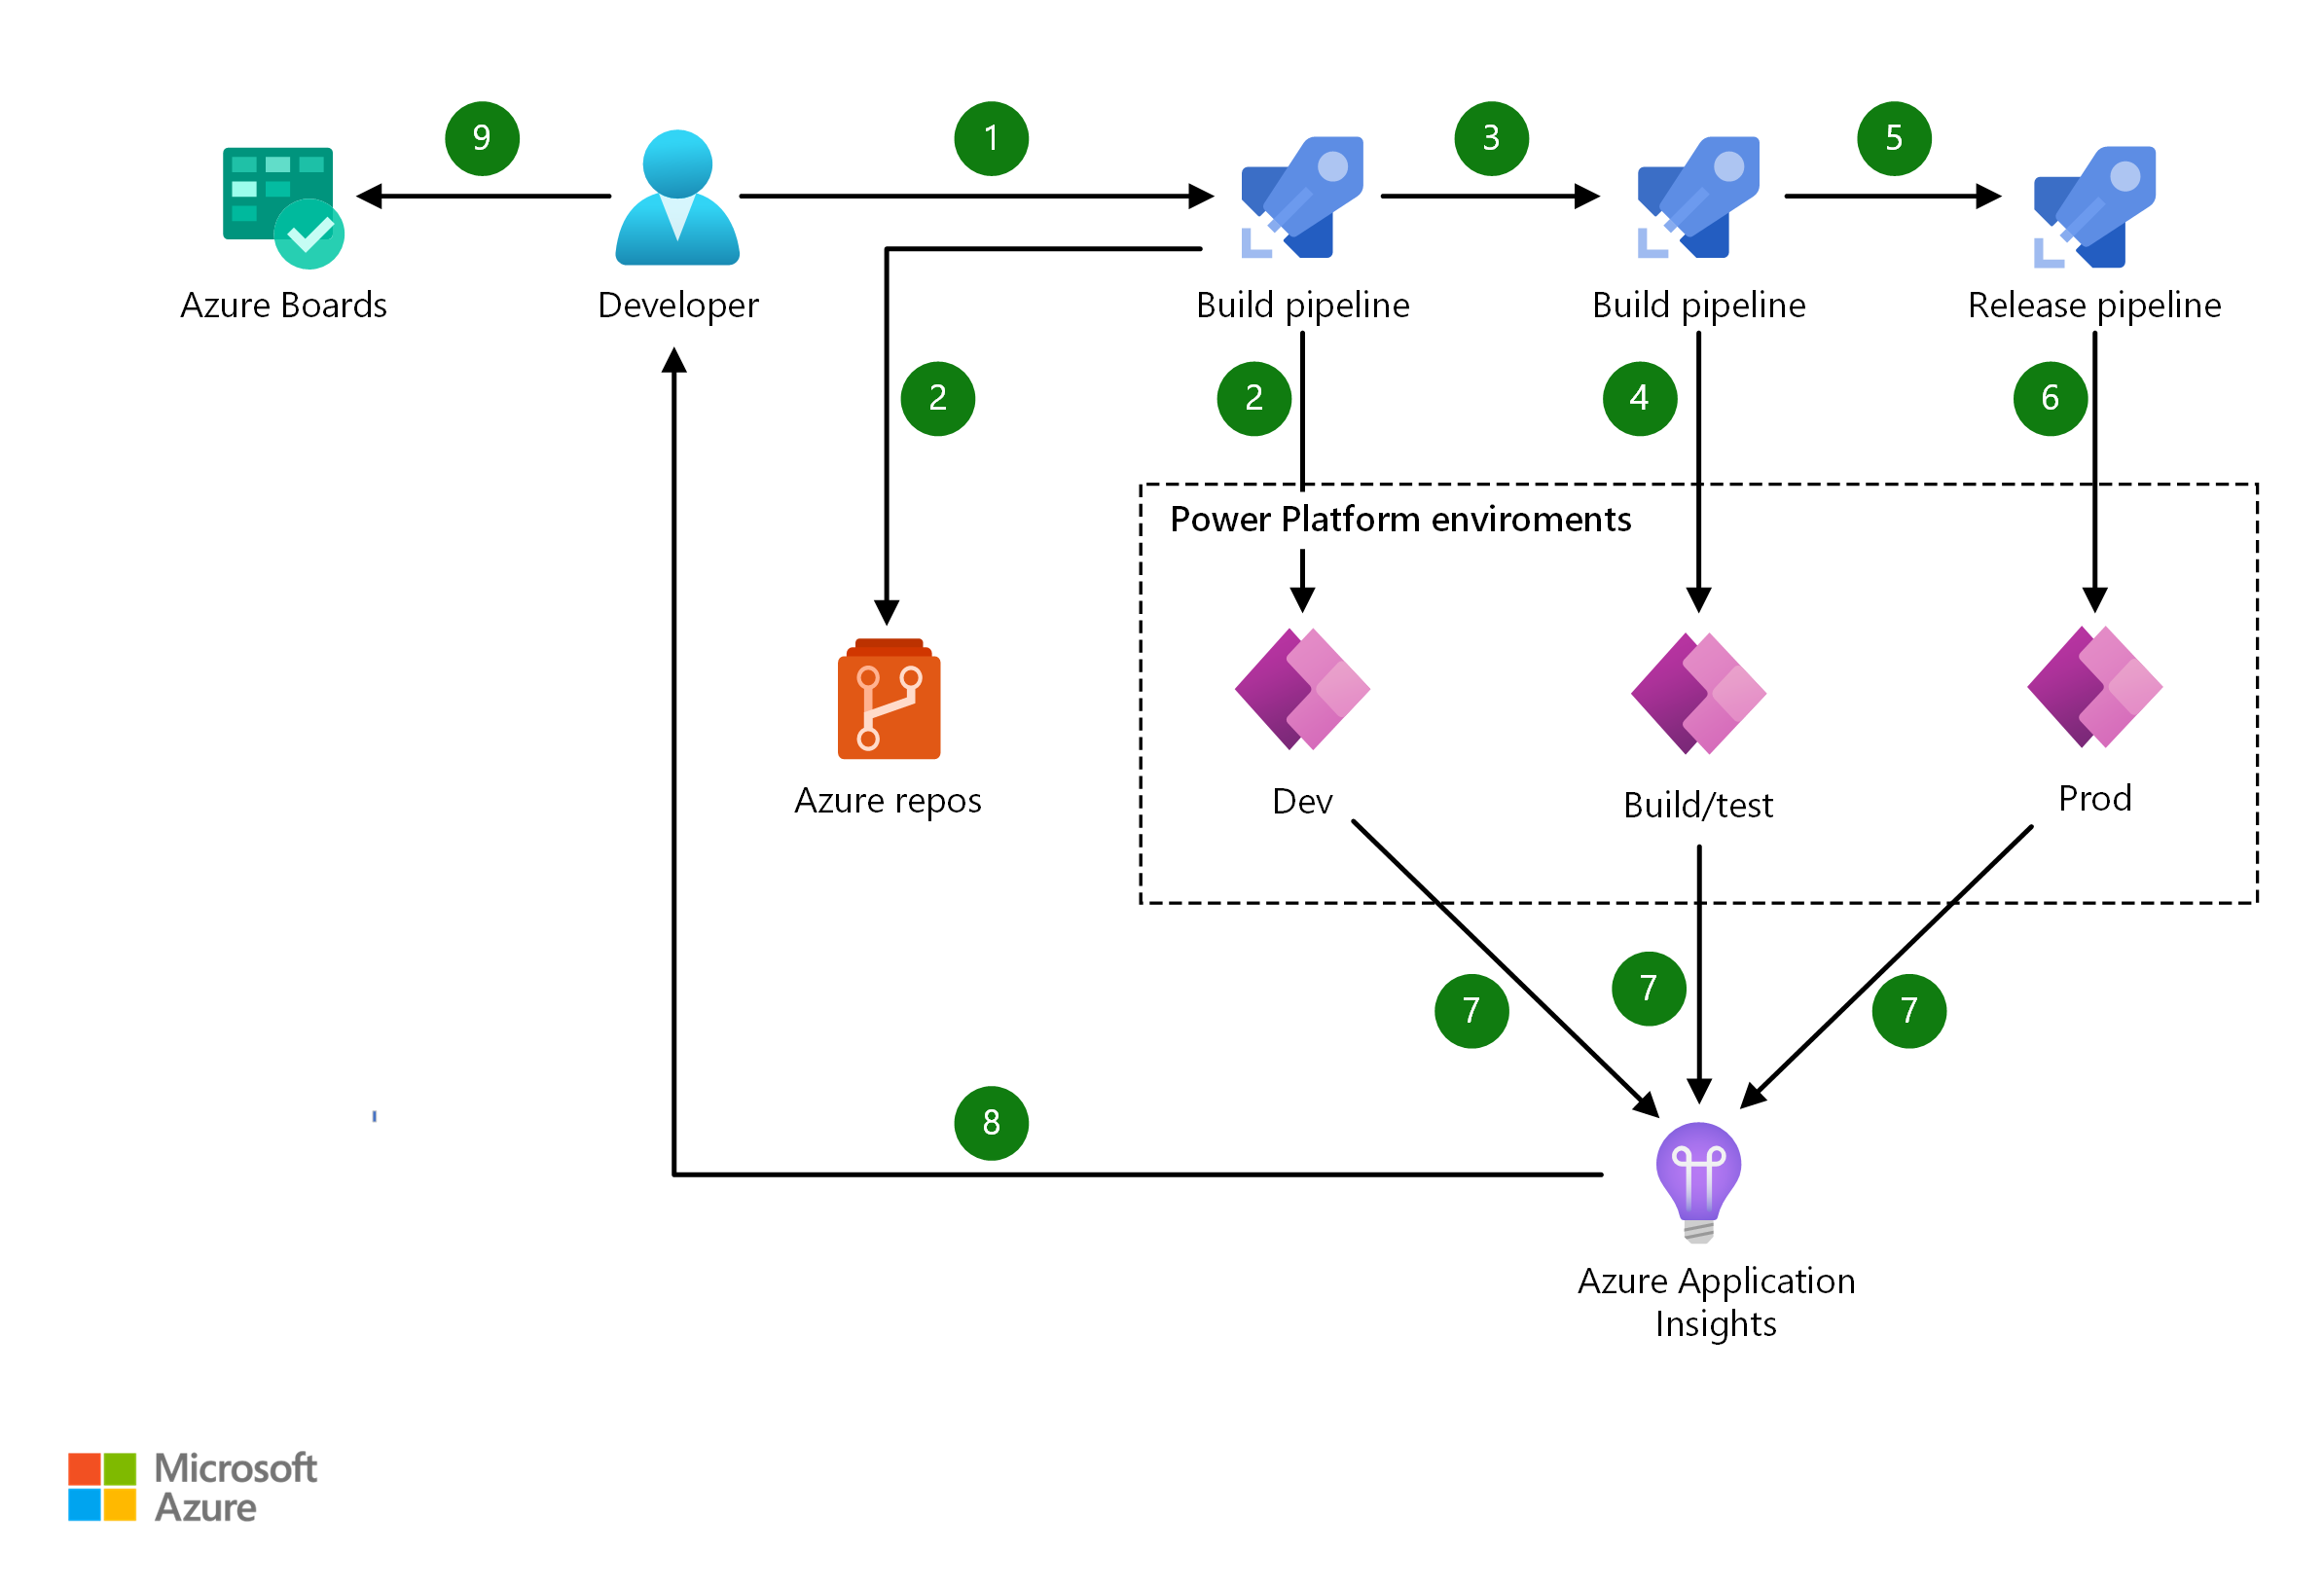 9
1
3
5
Azure Boards
Developer
Build pipeline
Build pipeline
Release pipeline
2
2
4
6
Power Platform enviroments
Azure repos
Dev
Build/test
Prod
7
7
7
8
Azure Application
Insights
Microsoft
Azure